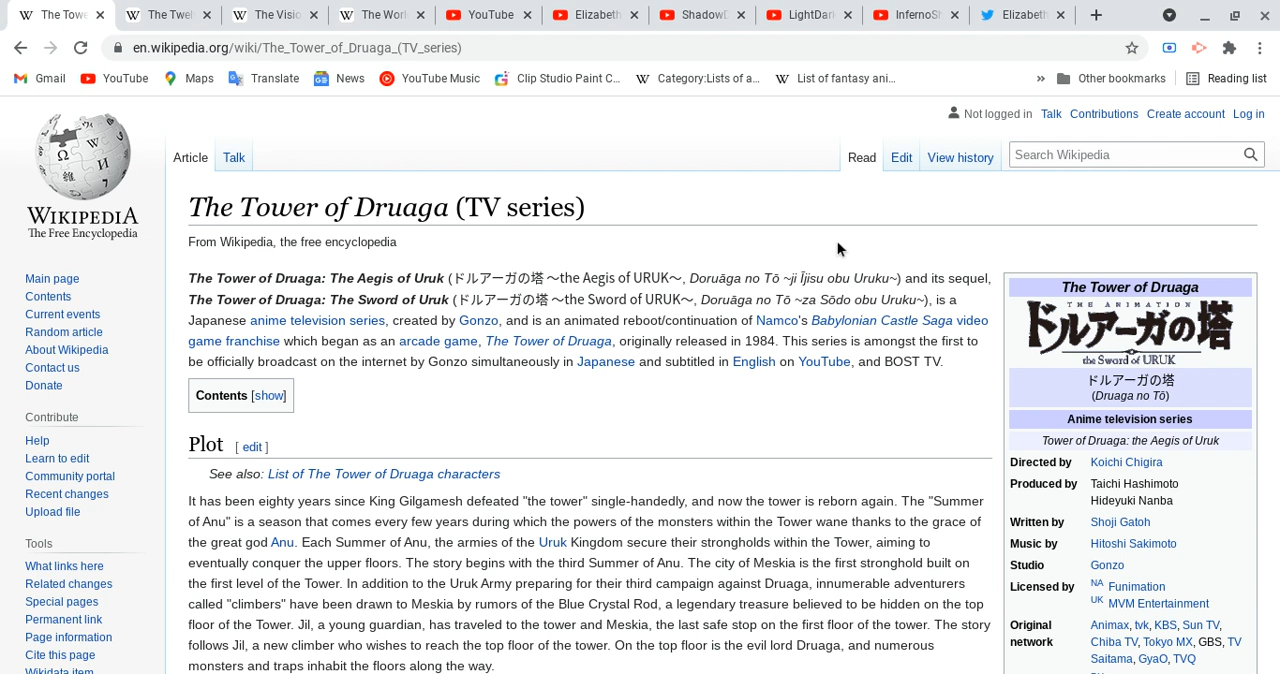 The Towe
The Twel
The Visio
The Worl
YouTube
Elizabeth
ShadowD
LightDark
InfernoSh
Elizabeth
en.wikipedia.org/wiki/The_Tower_of_Druaga_(TV_series)
Gmail
YouTube
Maps
Translate
News
YouTube Music
Clip Studio Paint C...
Category:Lists of a...
List of fantasy ani...
»
Other bookmarks
Reading list
Not logged in Talk Contributions Create account Log in
Article Talk
Read Edit View history
Search Wikipedia
WIKIPEDIA
The Free Encyclopedia
Main page
Contents
Current events
Random article
About Wikipedia
Contact us
Donate
Contribute
Help
Learn to edit
Community portal
Recent changes
Upload file
Tools
What links here
Related changes
Special pages
Permanent link
Page information
Cite this page
Wikidata item
The Tower of Druaga (TV series)
From Wikipedia, the free encyclopedia
The Tower of Druaga: The Aegis of Uruk (ドルアーガの塔 〜the Aegis of URUK〜, Doruāga no Tō ~ji Ījisu obu Uruku~) and its sequel,
The Tower of Druaga: The Sword of Uruk (ドルアーガの塔 〜the Sword of URUK〜, Doruāga no Tō ~za Sōdo obu Uruku~), is a
Japanese anime television series, created by Gonzo, and is an animated reboot/continuation of Namco's Babylonian Castle Saga video
game franchise which began as an arcade game, The Tower of Druaga, originally released in 1984. This series is amongst the first to
be officially broadcast on the internet by Gonzo simultaneously in Japanese and subtitled in English on YouTube, and BOST TV.
Contents [show]
Plot [ edit ]
See also: List of The Tower of Druaga characters
It has been eighty years since King Gilgamesh defeated "the tower" single-handedly, and now the tower is reborn again. The "Summer
of Anu" is a season that comes every few years during which the powers of the monsters within the Tower wane thanks to the grace of
the great god Anu. Each Summer of Anu, the armies of the Uruk Kingdom secure their strongholds within the Tower, aiming to
eventually conquer the upper floors. The story begins with the third Summer of Anu. The city of Meskia is the first stronghold built on
the first level of the Tower. In addition to the Uruk Army preparing for their third campaign against Druaga, innumerable adventurers
called "climbers" have been drawn to Meskia by rumors of the Blue Crystal Rod, a legendary treasure believed to be hidden on the top
floor of the Tower. Jil, a young guardian, has traveled to the tower and Meskia, the last safe stop on the first floor of the tower. The story
follows Jil, a new climber who wishes to reach the top floor of the tower. On the top floor is the evil lord Druaga, and numerous
monsters and traps inhabit the floors along the way.
The Tower of Druaga
THE ANIMATION
ドルアーガの塔
the Sword of URUK
ドルアーガの塔
(Druaga no Tō)
Anime television series
Tower of Druaga: the Aegis of Uruk
Directed by Koichi Chigira
Produced by Taichi Hashimoto
Hideyuki Nanba
Written by Shoji Gatoh
Music by Hitoshi Sakimoto
Studio Gonzo
Licensed by NA Funimation
UK MVM Entertainment
Original Animax, tvk, KBS, Sun TV,
network Chiba TV, Tokyo MX, GBS, TV
Saitama, GyaO, TVQ